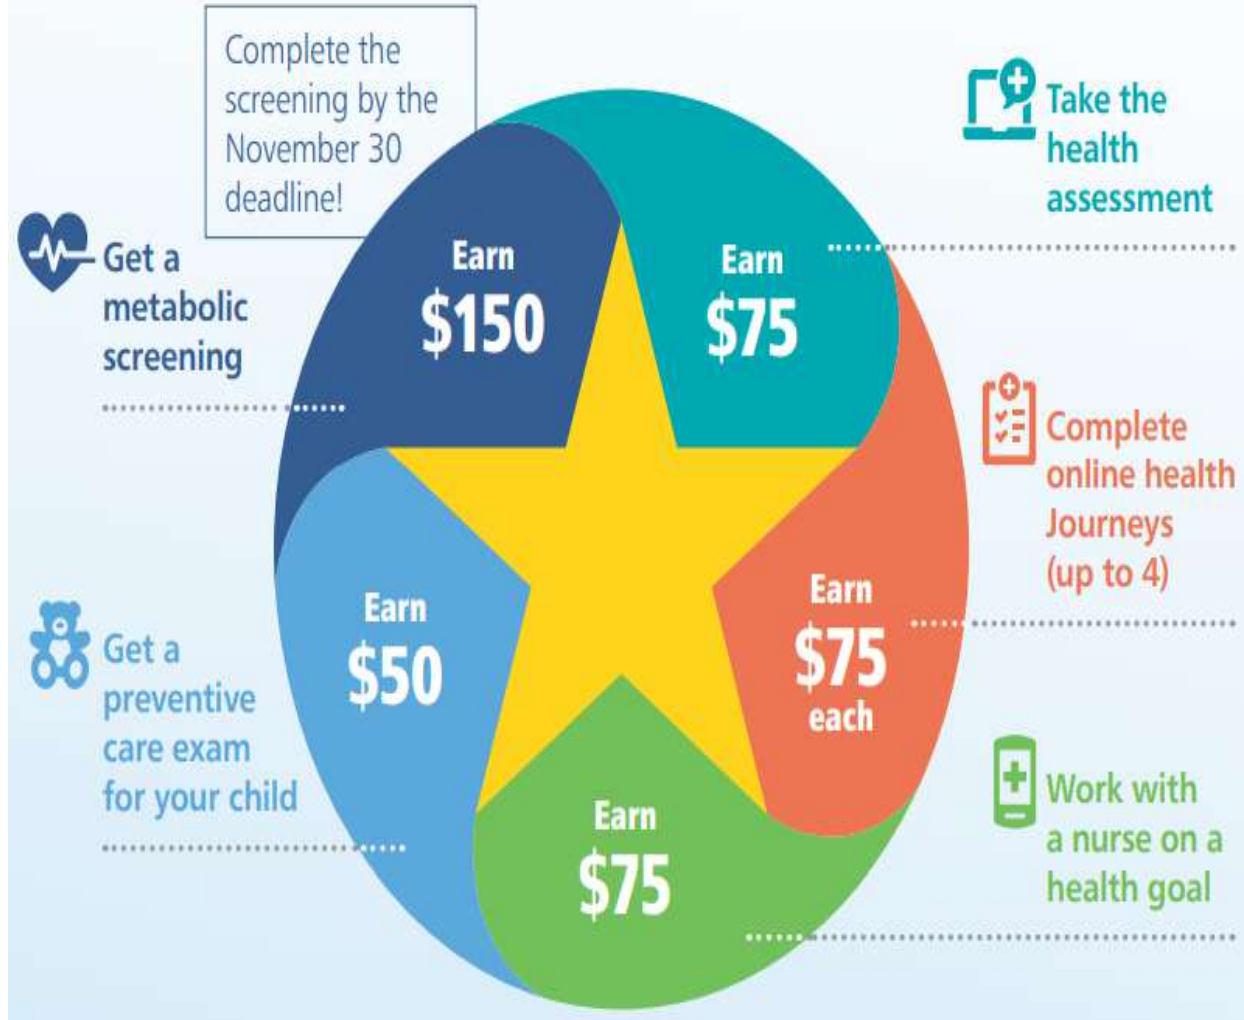 Complete the
screening by the
November 30
deadline!
Get a
metabolic
screening
Earn
$150
Earn
$75
Take the
health
assessment
Complete
online health
Journeys
(up to 4)
Earn
$75
each
Earn
$50
Get a
preventive
care exam
for your child
Earn
$75
Work with
a nurse on a
health goal